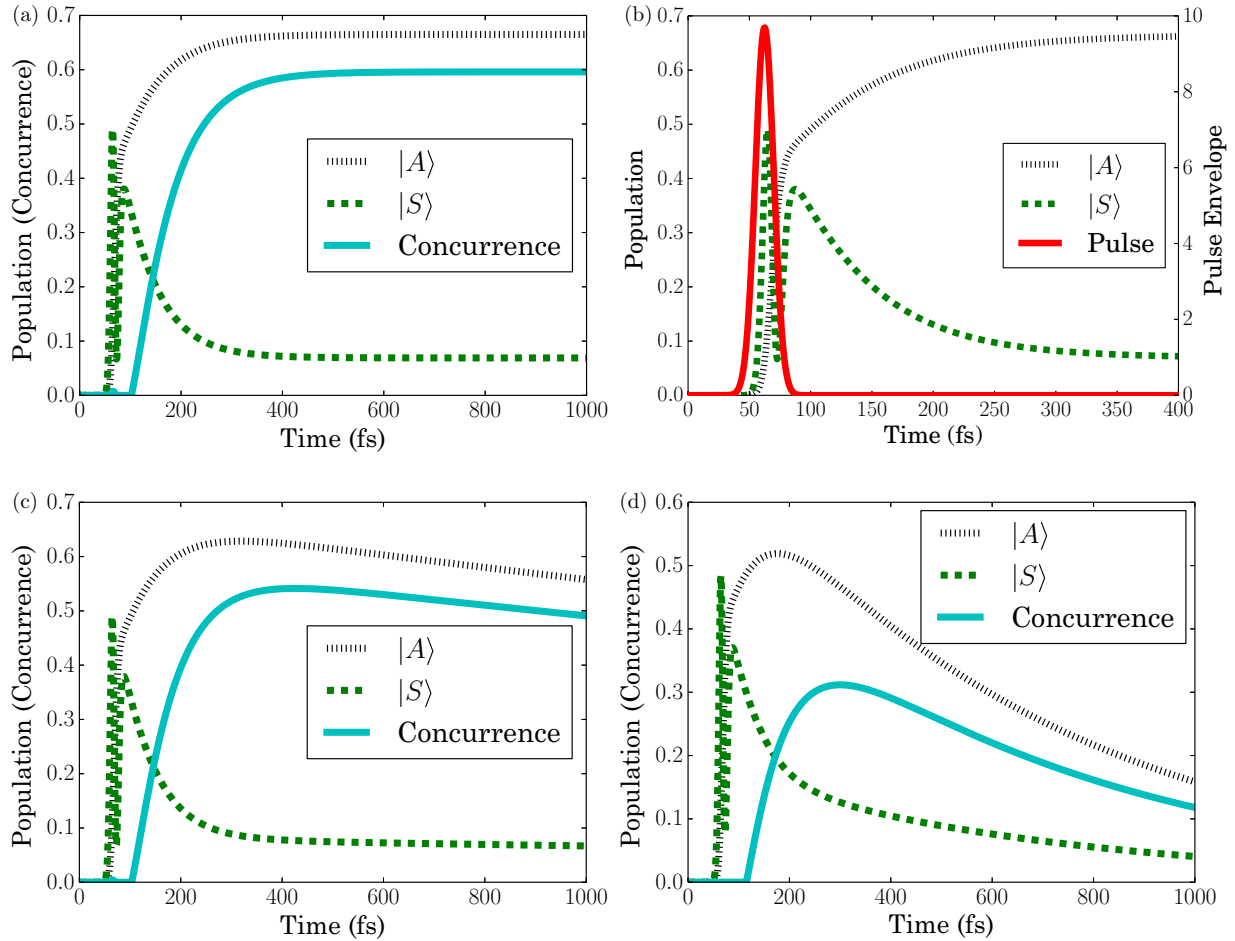 (a)
0.7
0.6
0.5
0.4
0.3
0.2
0.1
0.0
Population (Concurrence)
|A⟩
|S⟩
Concurrence
0 200 400 600 800 1000
Time (fs)
(b)
0.7
0.6
0.5
0.4
0.3
0.2
0.1
0.0
Population
10
8
6
4
2
0
Pulse Envelope
|A⟩
|S⟩
Pulse
0 50 100 150 200 250 300 350 400
Time (fs)
(c)
0.7
0.6
0.5
0.4
0.3
0.2
0.1
0.0
Population (Concurrence)
|A⟩
|S⟩
Concurrence
0 200 400 600 800 1000
Time (fs)
(d)
0.6
0.5
0.4
0.3
0.2
0.1
0.0
Population (Concurrence)
|A⟩
|S⟩
Concurrence
0 200 400 600 800 1000
Time (fs)